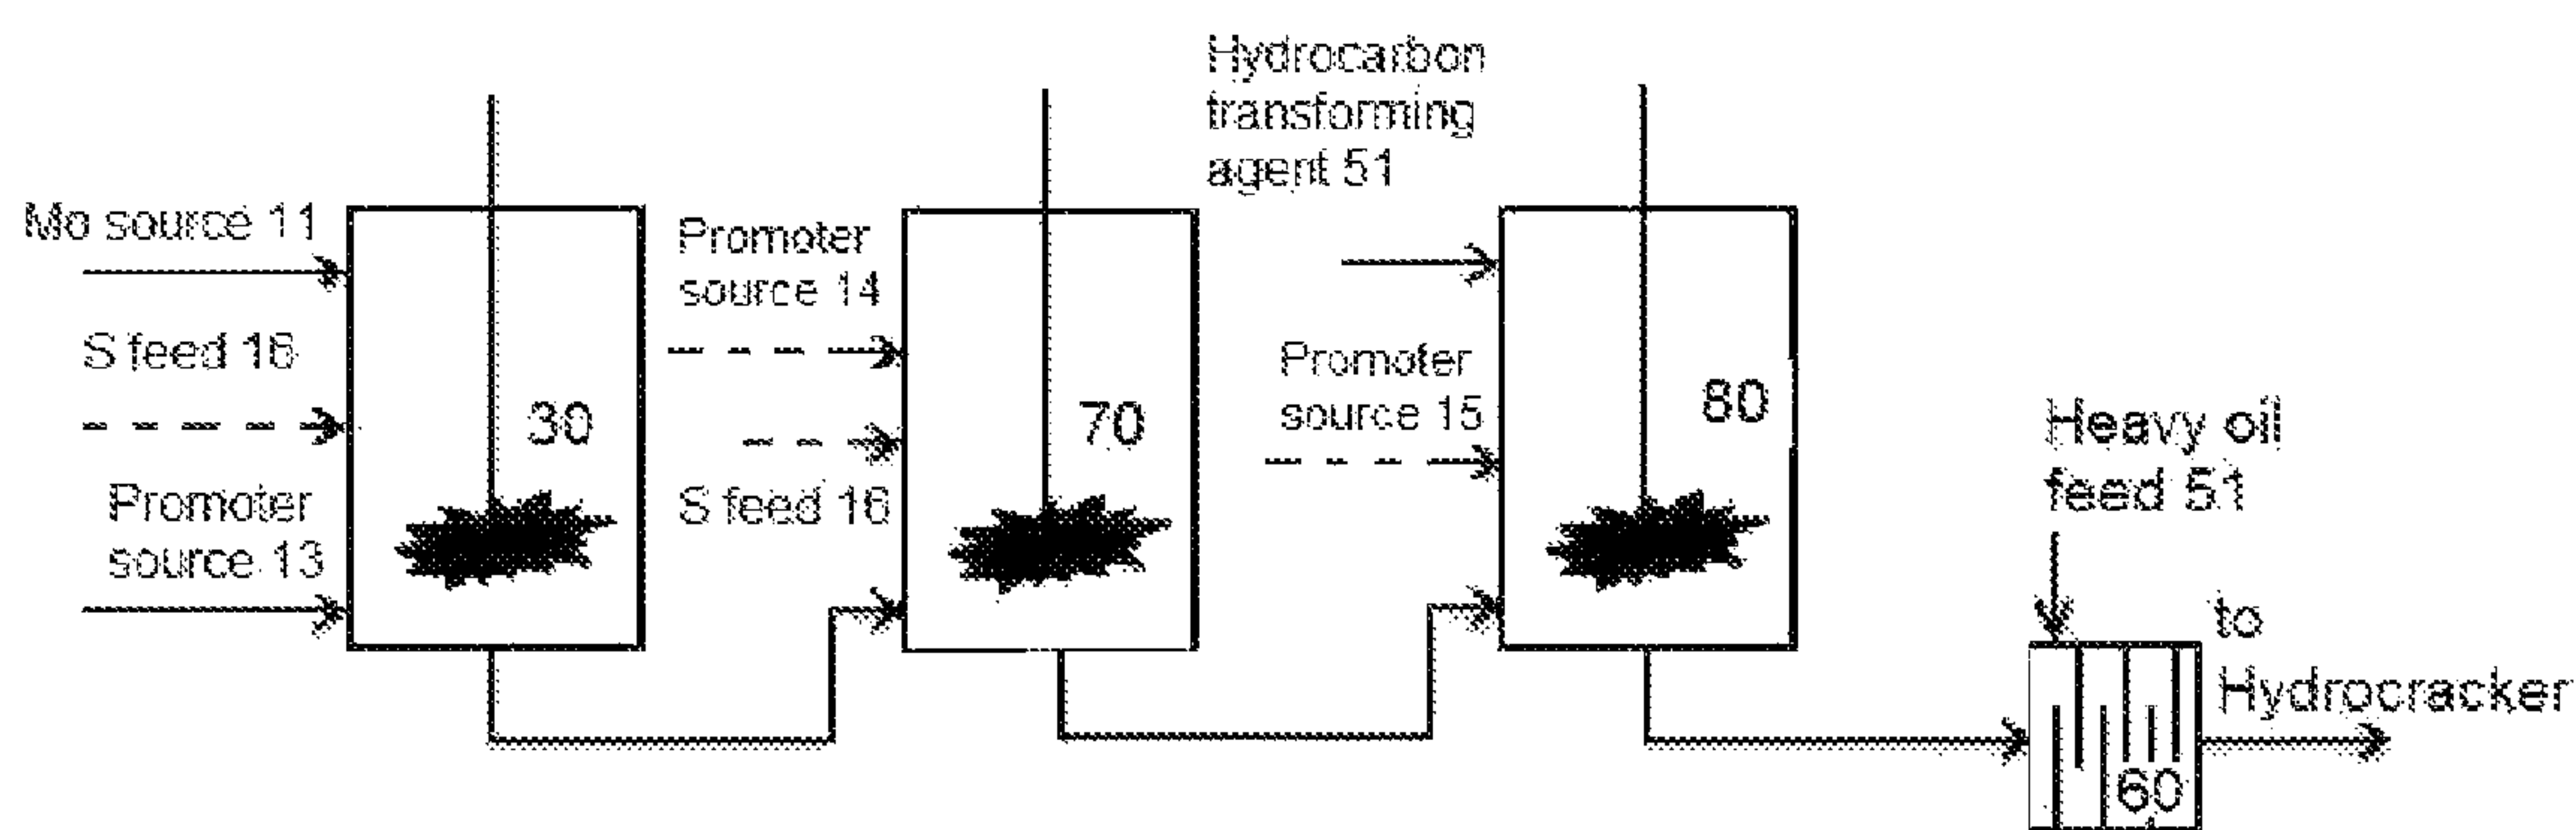 Mo source 11
S feed 16
Promoter
source 13
30
Promoter
source 14
S feed 16
70
Hydrocarbon
transforming
agent 51
Promoter
source 15
80
Heavy oil
feed 51
60
to
Hydrocracker